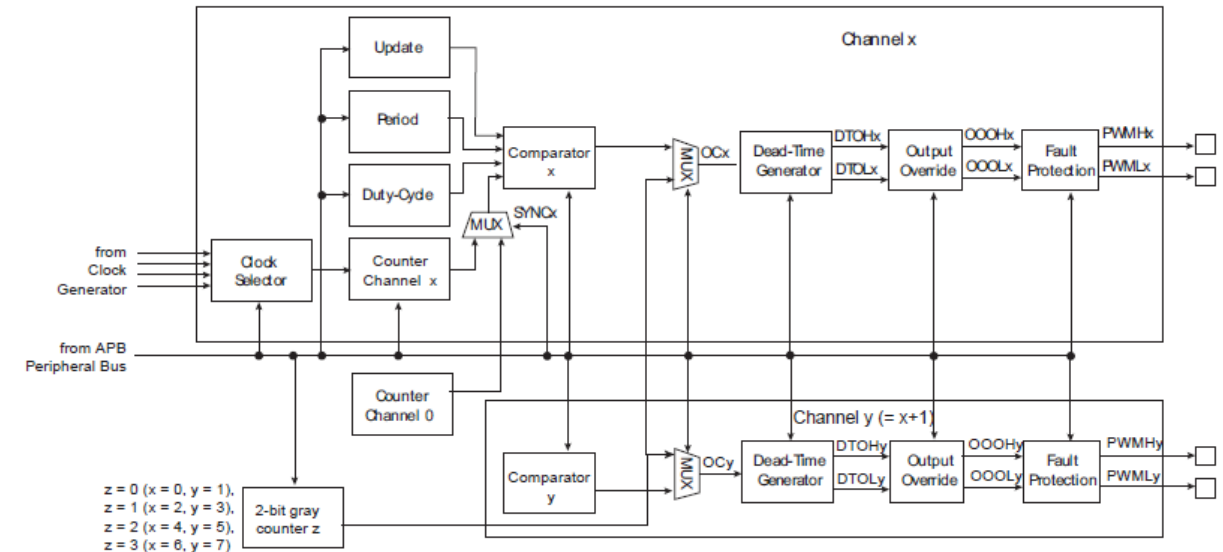 Channel x
Update
Period
Comparator
x
Duty-Cycle
MUX
SYNCx
from
Clock
Generator
Clock
Selector
Counter
Channel x
MUX
OCx
Dead-Time
Generator
DTOHx
DTOLx
Output
Override
OOOHx
OOOLx
Fault
Protection
PWMHx
PWMLx
from APB
Peripheral Bus
Counter
Channel 0
Channel y (= x+1)
Comparator
y
MUX
OCy
Dead-Time
Generator
DTOHy
DTOLy
Output
Override
OOOHy
OOOLy
Fault
Protection
PWMHy
PWMLy
z = 0 (x = 0, y = 1),
z = 1 (x = 2, y = 3),
z = 2 (x = 4, y = 5),
z = 3 (x = 6, y = 7)
2-bit gray
counter z